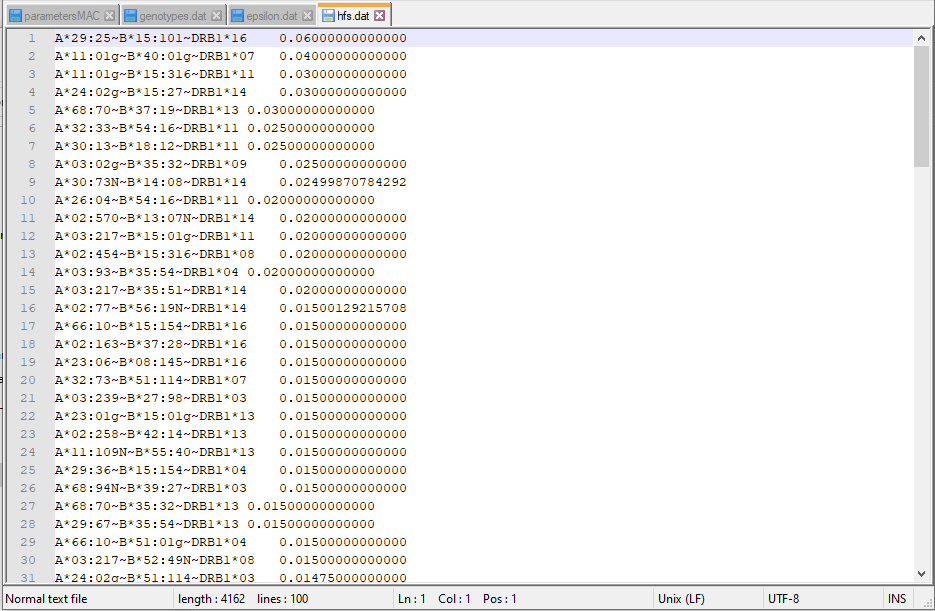 parametersMAC genotypes.dat epsilon.dat hfs.dat
1 A*29:25~B*15:101~DRB1*16 0.06000000000000
2 A*11:01g~B*40:01g~DRB1*07 0.04000000000000
3 A*11:01g~B*15:316~DRB1*11 0.03000000000000
4 A*24:02g~B*15:27~DRB1*14 0.03000000000000
5 A*68:70~B*37:19~DRB1*13 0.03000000000000
6 A*32:33~B*54:16~DRB1*11 0.02500000000000
7 A*30:13~B*18:12~DRB1*11 0.02500000000000
8 A*03:02g~B*35:32~DRB1*09 0.02500000000000
9 A*30:73N~B*14:08~DRB1*14 0.02499870784292
10 A*26:04~B*54:16~DRB1*11 0.02000000000000
11 A*02:570~B*13:07N~DRB1*14 0.02000000000000
12 A*03:217~B*15:01g~DRB1*11 0.02000000000000
13 A*02:454~B*15:316~DRB1*08 0.02000000000000
14 A*03:93~B*35:54~DRB1*04 0.02000000000000
15 A*03:217~B*35:51~DRB1*14 0.02000000000000
16 A*02:77~B*56:19N~DRB1*14 0.01500129215708
17 A*66:10~B*15:154~DRB1*16 0.01500000000000
18 A*02:163~B*37:28~DRB1*16 0.01500000000000
19 A*23:06~B*08:145~DRB1*16 0.01500000000000
20 A*32:73~B*51:114~DRB1*07 0.01500000000000
21 A*03:239~B*27:98~DRB1*03 0.01500000000000
22 A*23:01g~B*15:01g~DRB1*13 0.01500000000000
23 A*02:258~B*42:14~DRB1*13 0.01500000000000
24 A*11:109N~B*55:40~DRB1*13 0.01500000000000
25 A*29:36~B*15:154~DRB1*04 0.01500000000000
26 A*68:94N~B*39:27~DRB1*03 0.01500000000000
27 A*68:70~B*35:32~DRB1*13 0.01500000000000
28 A*29:67~B*35:54~DRB1*13 0.01500000000000
29 A*66:10~B*51:01g~DRB1*04 0.01500000000000
30 A*03:217~B*52:49N~DRB1*08 0.01500000000000
31 A*24:02g~B*51:114~DRB1*03 0.01475000000000
Normal text file length : 4162 lines : 100 Ln : 1 Col : 1 Pos : 1 Unix (LF) UTF-8 INS